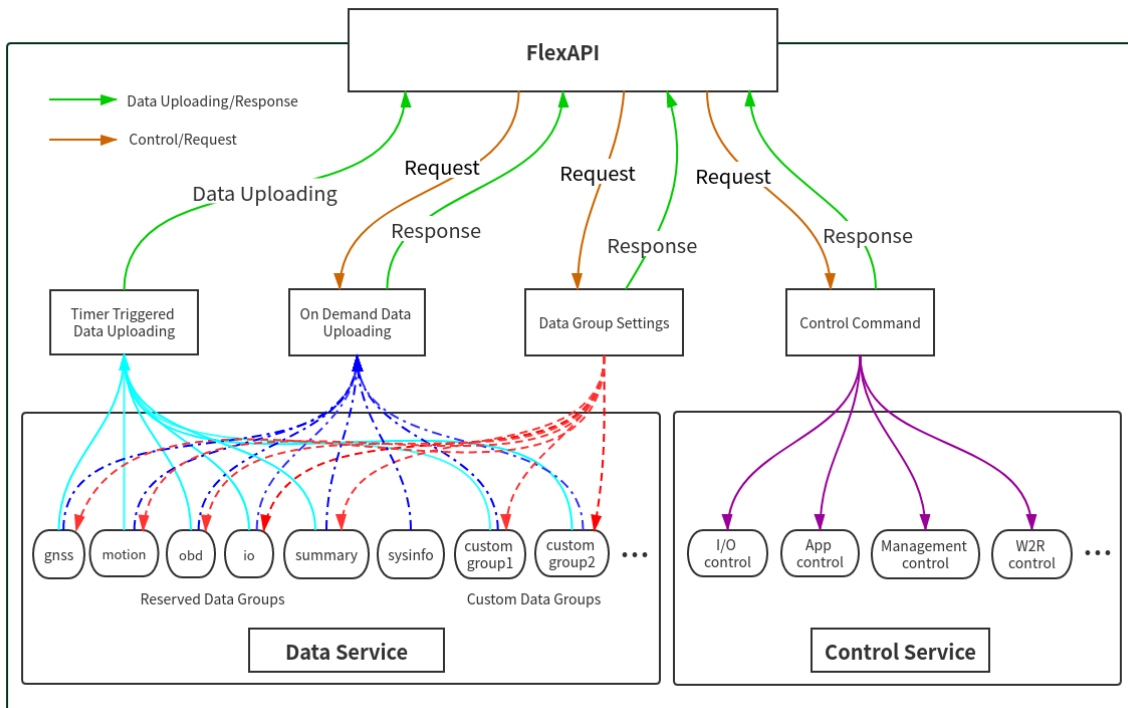 FlexAPI
Data Uploading/Response
Control/Request
Request
Request
Request
Data Uploading
Response
Response
Response
Timer Triggered
Data Uploading
On Demand Data
Uploading
Data Group Settings
Control Command
gnss
motion
obd
io
summary
sysinfo
custom
group1
custom
group2
...
I/O
control
App
control
Management
control
W2R
control
...
Reserved Data Groups
Custom Data Groups
Data Service
Control Service